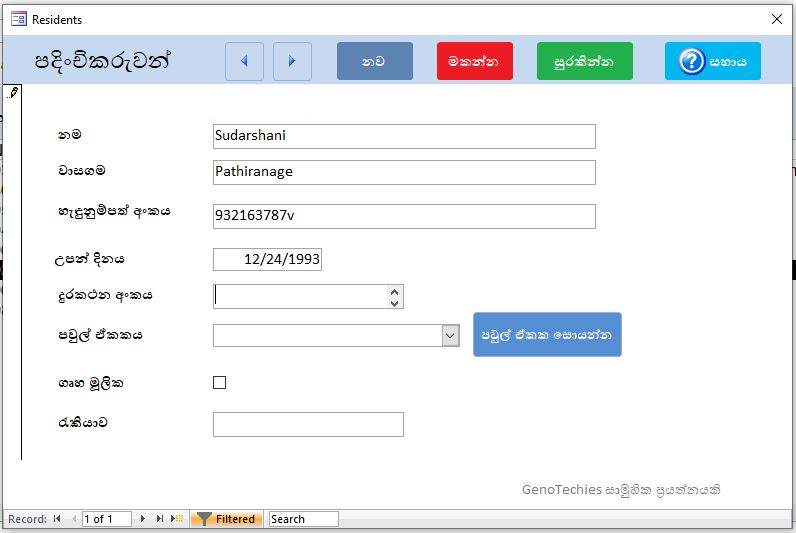 Residents
පදිංචිකරුවන් නව මකන්න සුරකින්න ? සහාය
නම Sudarshani
වාසගම Pathiranage
හැඳුනුම්පත් අංකය 932163787v
උපන් දිනය 12/24/1993
දුරකථන අංකය
පවුල් ඒකකය පවුල් ඒකක සොයන්න
ගෘහ මූලික
රැකියාව
GenoTechies සාමූහික ප්‍රයත්නයකි
Record: 1 of 1 Filtered Search